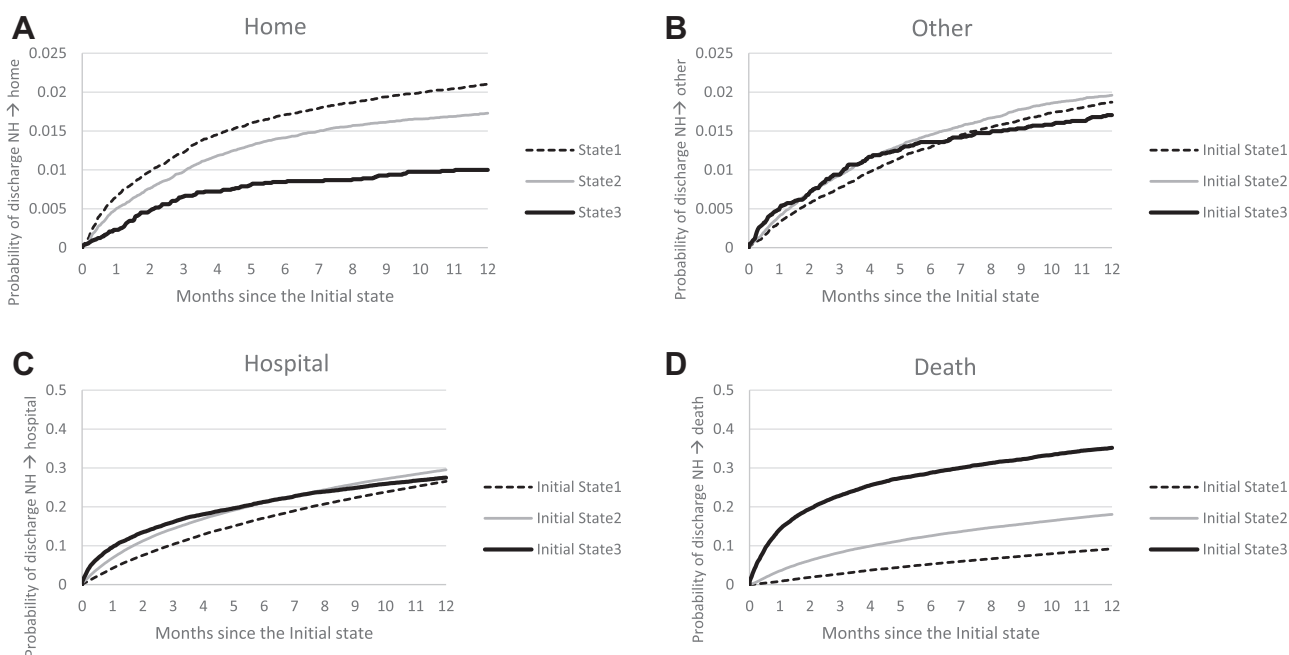 A
Home
Probability of discharge NH → home
0.025
0.02
0.015
0.01
0.005
0
0 1 2 3 4 5 6 7 8 9 10 11 12
Months since the Initial state
State1
State2
State3
B
Other
Probability of discharge NH→ other
0.025
0.02
0.015
0.01
0.005
0
0 1 2 3 4 5 6 7 8 9 10 11 12
Months since the Initial state
Initial State1
Initial State2
Initial State3
C
Hospital
Probability of discharge NH → hospital
0.5
0.4
0.3
0.2
0.1
0
0 1 2 3 4 5 6 7 8 9 10 11 12
Months since the Initial state
Initial State1
Initial State2
Initial State3
D
Death
Probability of discharge NH → death
0.5
0.4
0.3
0.2
0.1
0
0 1 2 3 4 5 6 7 8 9 10 11 12
Months since the Initial state
Initial State1
Initial State2
Initial State3